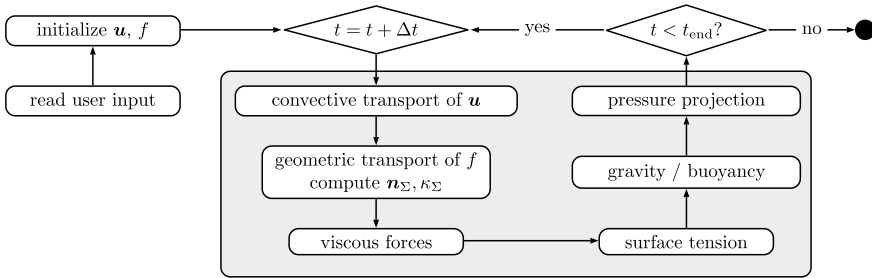 initialize u, f
t = t + Δt
yes
t < t_end?
no
read user input
convective transport of u
pressure projection
geometric transport of f
compute n_Σ, κ_Σ
gravity / buoyancy
viscous forces
surface tension